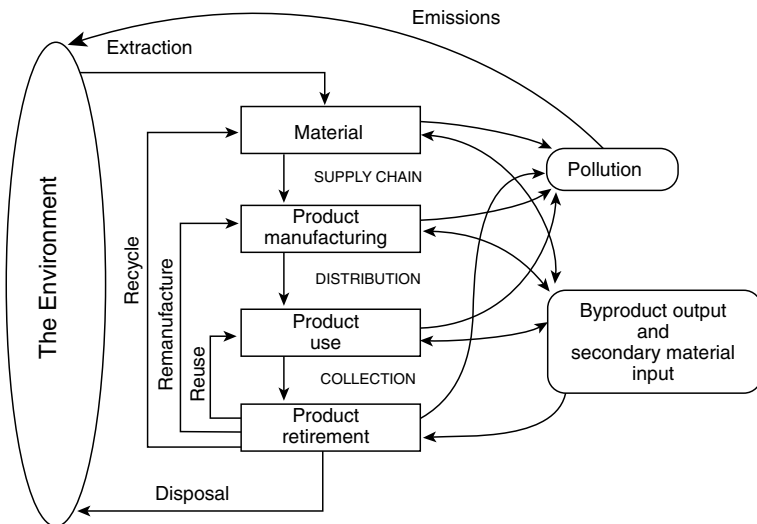 Emissions
Extraction
Material
SUPPLY CHAIN
Pollution
Product
manufacturing
DISTRIBUTION
Product
use
COLLECTION
Product
retirement
Byproduct output
and
secondary material
input
The Environment
Recycle
Remanufacture
Reuse
Disposal